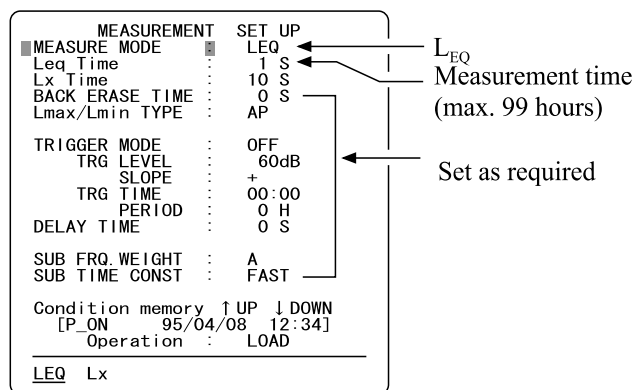 MEASUREMENT SET UP
MEASURE MODE : LEQ
Leq Time : 1 S
Lx Time : 10 S
BACK ERASE TIME : 0 S
Lmax/Lmin TYPE : AP
TRIGGER MODE : OFF
TRG LEVEL : 60dB
SLOPE : +
TRG TIME : 00:00
PERIOD : 0 H
DELAY TIME : 0 S
SUB FRQ.WEIGHT : A
SUB TIME CONST : FAST
Condition memory ↑UP ↓DOWN
[P_ON 95/04/08 12:34]
Operation : LOAD
LEQ Lx
LEQ
Measurement time
(max. 99 hours)
Set as required